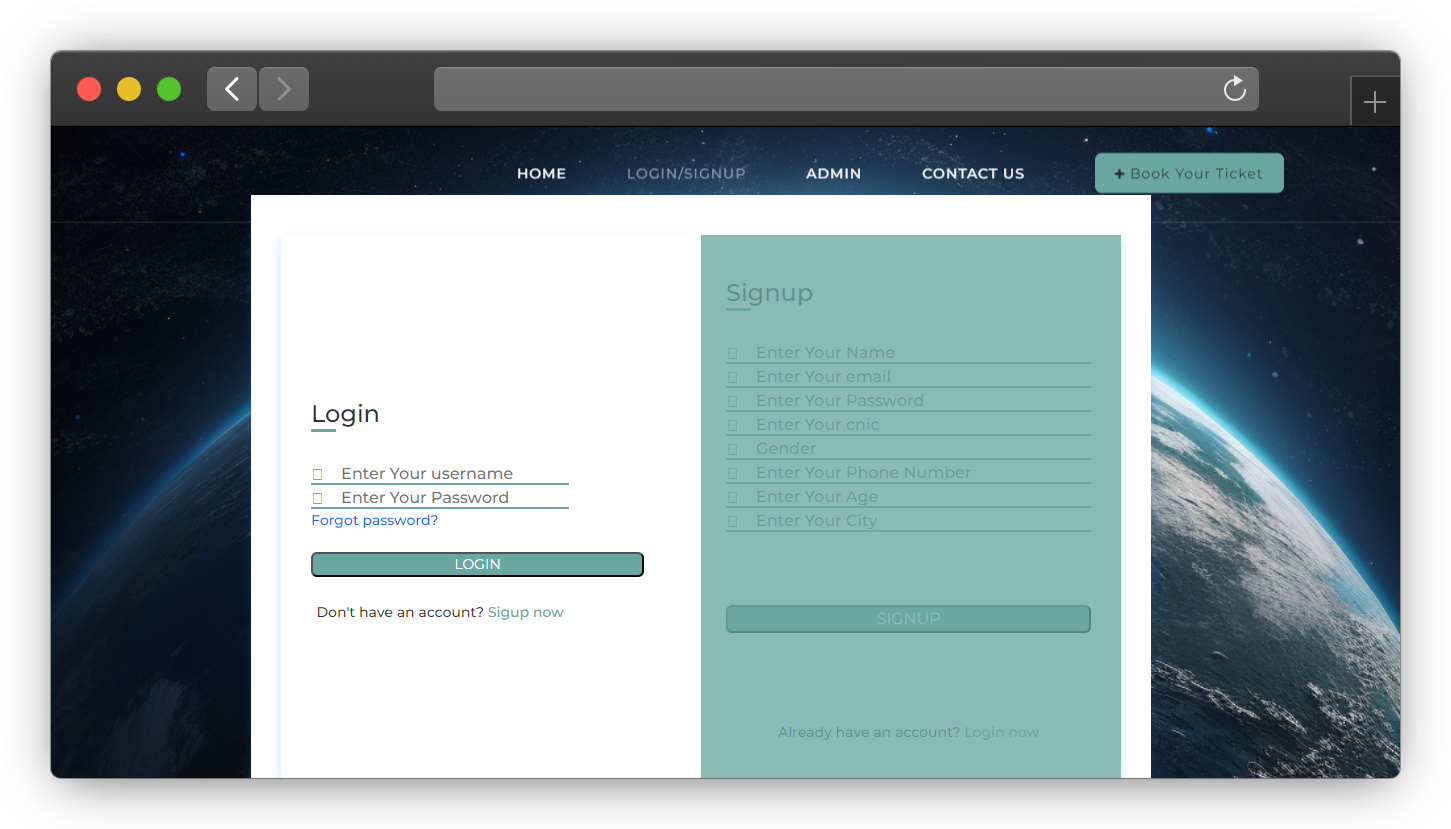 HOME LOGIN/SIGNUP ADMIN CONTACT US + Book Your Ticket
Login
Enter Your username
Enter Your Password
Forgot password?
LOGIN
Don't have an account? Sigup now
Signup
Enter Your Name
Enter Your email
Enter Your Password
Enter Your cnic
Gender
Enter Your Phone Number
Enter Your Age
Enter Your City
SIGNUP
Already have an account? Login now